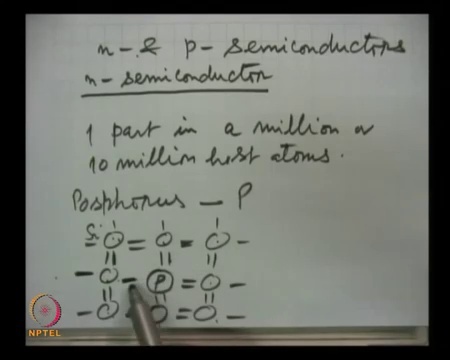 n- & p- semiconductors
n- semiconductor
1 part in a million or
10 million host atoms.
Posphorus - P
Si
P
NPTEL